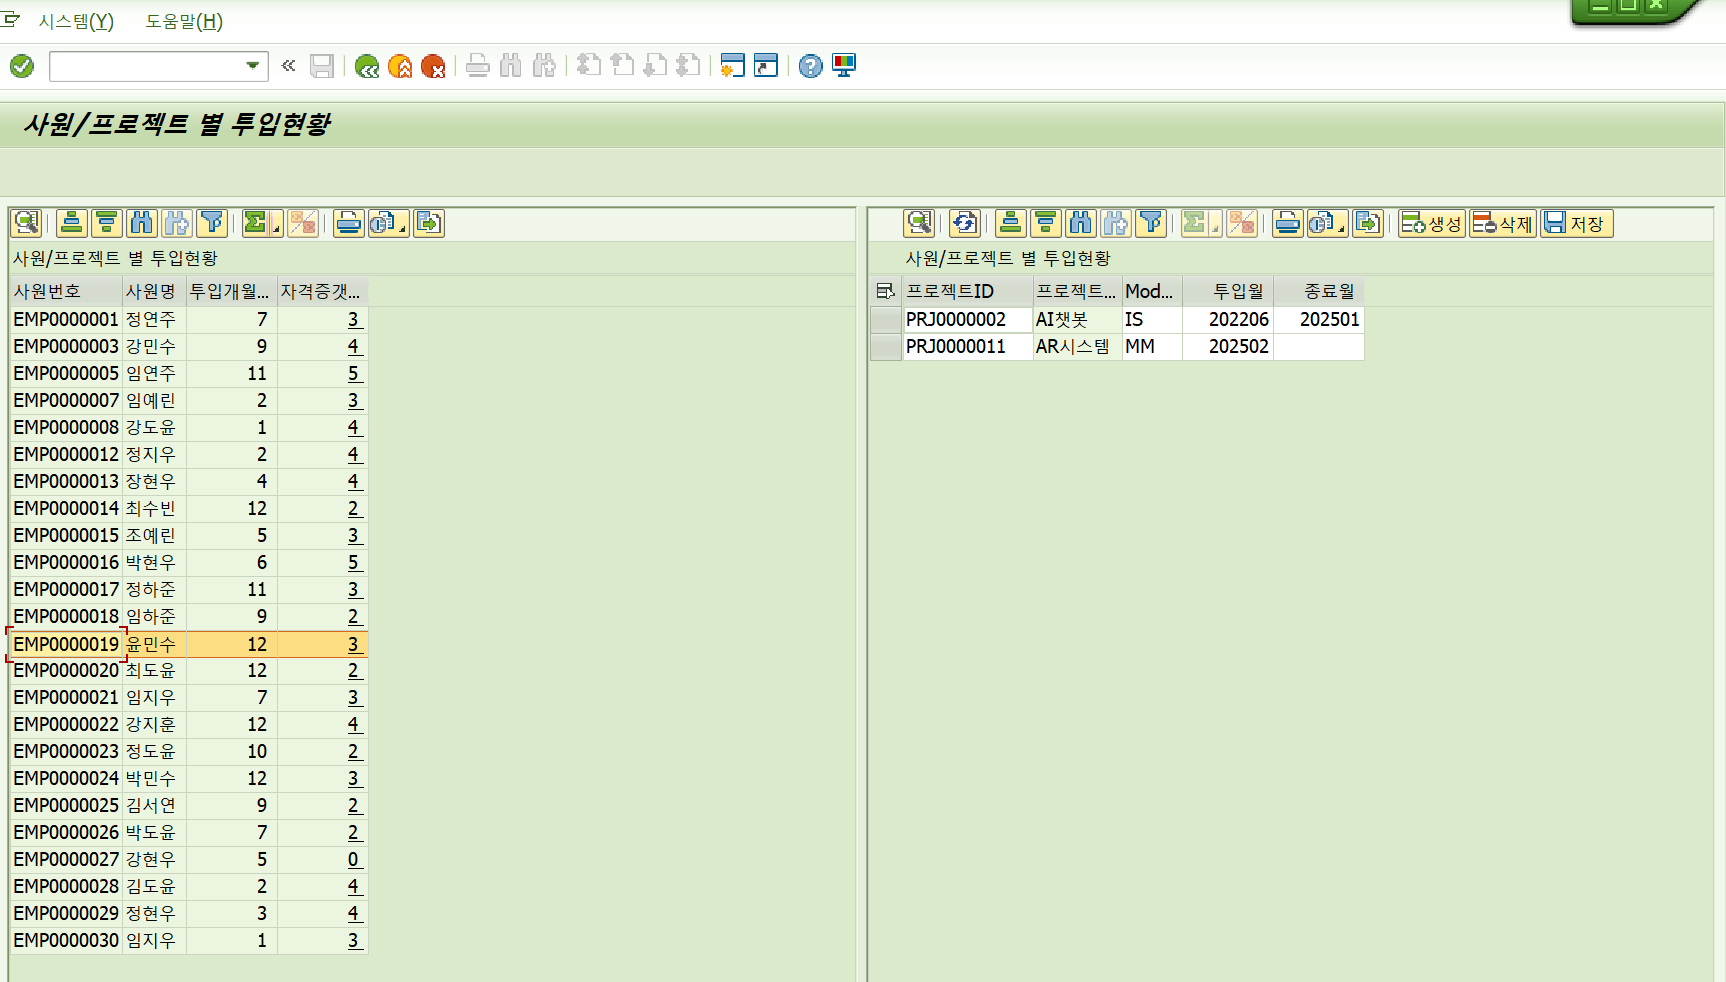 시스템(Y) 도움말(H)
사원/프로젝트 별 투입현황
사원/프로젝트 별 투입현황
사원번호 사원명 투입개월... 자격증갯...
EMP0000001 정연주 7 3
EMP0000003 강민수 9 4
EMP0000005 임연주 11 5
EMP0000007 임예린 2 3
EMP0000008 강도윤 1 4
EMP0000012 정지우 2 4
EMP0000013 장현우 4 4
EMP0000014 최수빈 12 2
EMP0000015 조예린 5 3
EMP0000016 박현우 6 5
EMP0000017 정하준 11 3
EMP0000018 임하준 9 2
EMP0000019 윤민수 12 3
EMP0000020 최도윤 12 2
EMP0000021 임지우 7 3
EMP0000022 강지훈 12 4
EMP0000023 정도윤 10 2
EMP0000024 박민수 12 3
EMP0000025 김서연 9 2
EMP0000026 박도윤 7 2
EMP0000027 강현우 5 0
EMP0000028 김도윤 2 4
EMP0000029 정현우 3 4
EMP0000030 임지우 1 3
생성 삭제 저장
사원/프로젝트 별 투입현황
프로젝트ID 프로젝트... Mod... 투입월 종료월
PRJ0000002 AI챗봇 IS 202206 202501
PRJ0000011 AR시스템 MM 202502